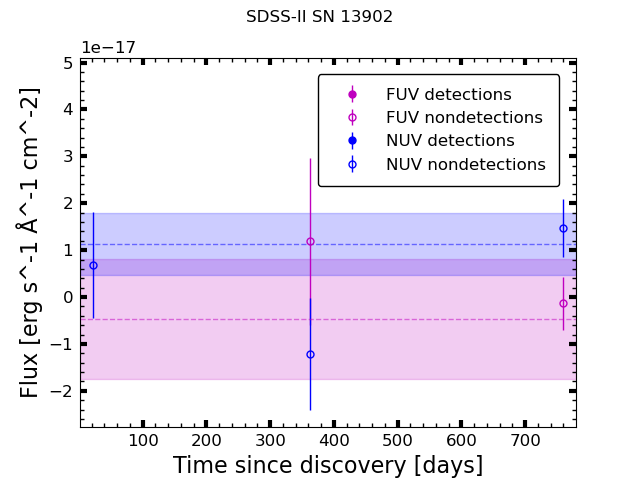 SDSS-II SN 13902
1e−17
5
4
3
2
1
0
−1
−2
Flux [erg s^-1 Å^-1 cm^-2]
FUV detections
FUV nondetections
NUV detections
NUV nondetections
100 200 300 400 500 600 700
Time since discovery [days]